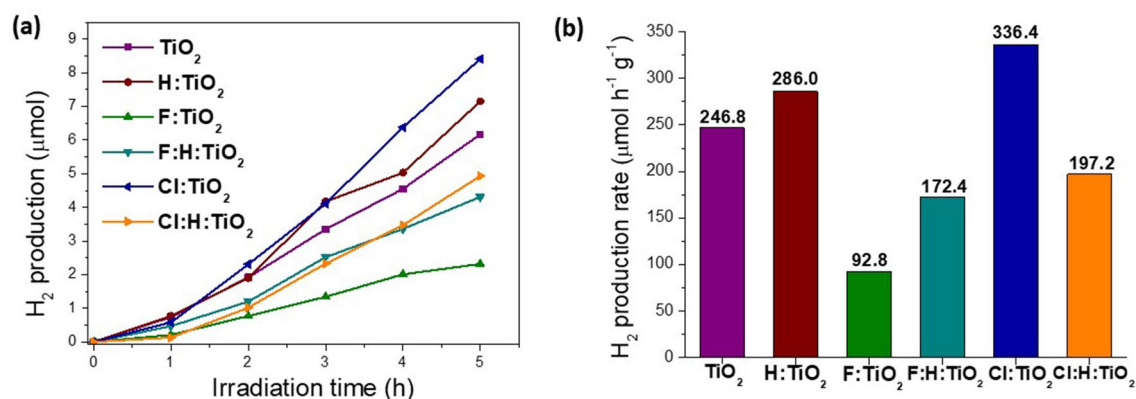 (a)
H₂ production (μmol)
9
8
7
6
5
4
3
2
1
0
TiO₂
H:TiO₂
F:TiO₂
F:H:TiO₂
Cl:TiO₂
Cl:H:TiO₂
0 1 2 3 4 5
Irradiation time (h)
(b)
H₂ production rate (μmol h⁻¹ g⁻¹)
350
300
250
200
150
100
50
0
246.8
286.0
92.8
172.4
336.4
197.2
TiO₂ H:TiO₂ F:TiO₂ F:H:TiO₂ Cl:TiO₂ Cl:H:TiO₂